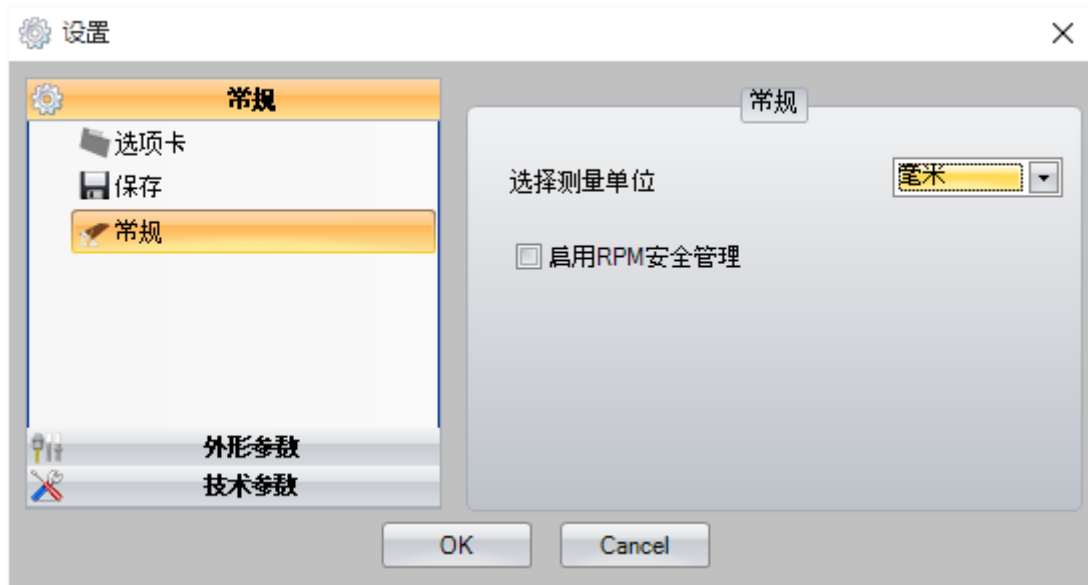 设置
常规
选项卡
保存
常规
外形参数
技术参数
常规
选择测量单位
毫米
启用RPM安全管理
OK
Cancel